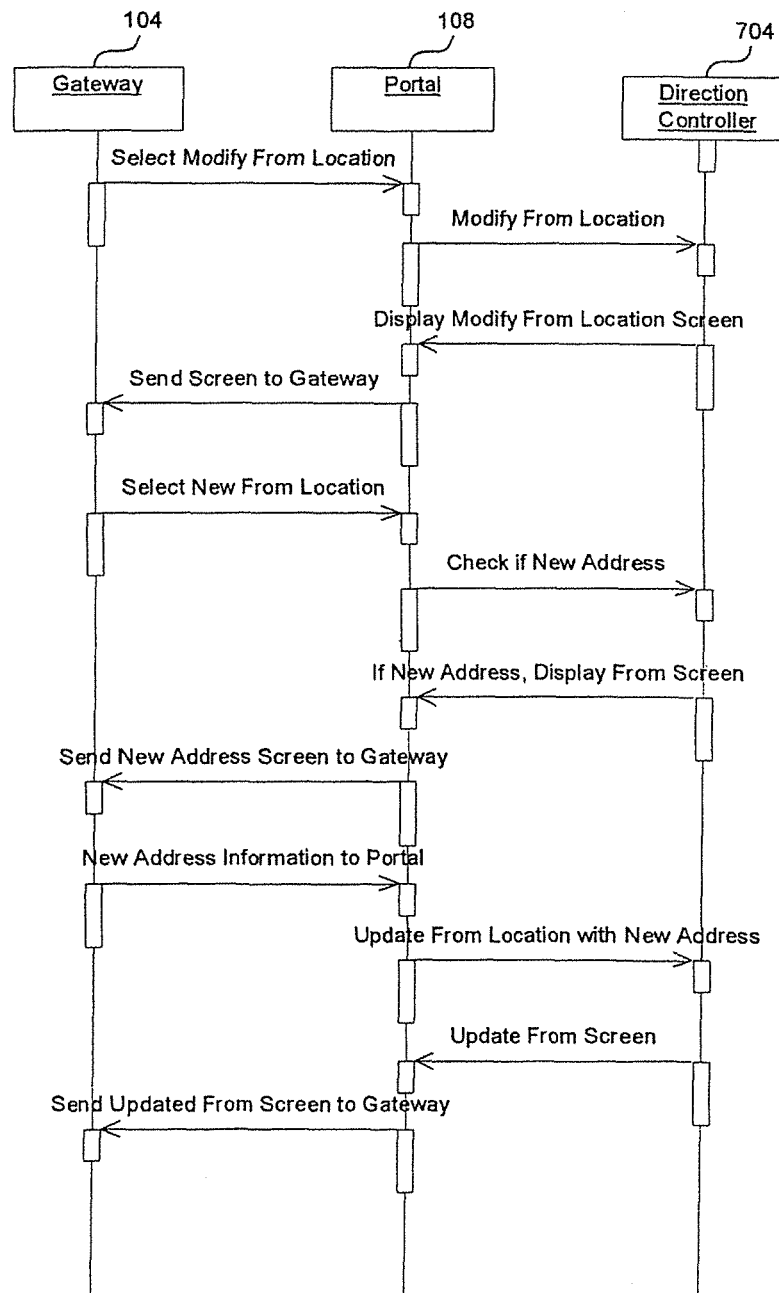 104
108
704
Gateway
Portal
Direction
Controller
Select Modify From Location
Modify From Location
Display Modify From Location Screen
Send Screen to Gateway
Select New From Location
Check if New Address
If New Address, Display From Screen
Send New Address Screen to Gateway
New Address Information to Portal
Update From Location with New Address
Update From Screen
Send Updated From Screen to Gateway